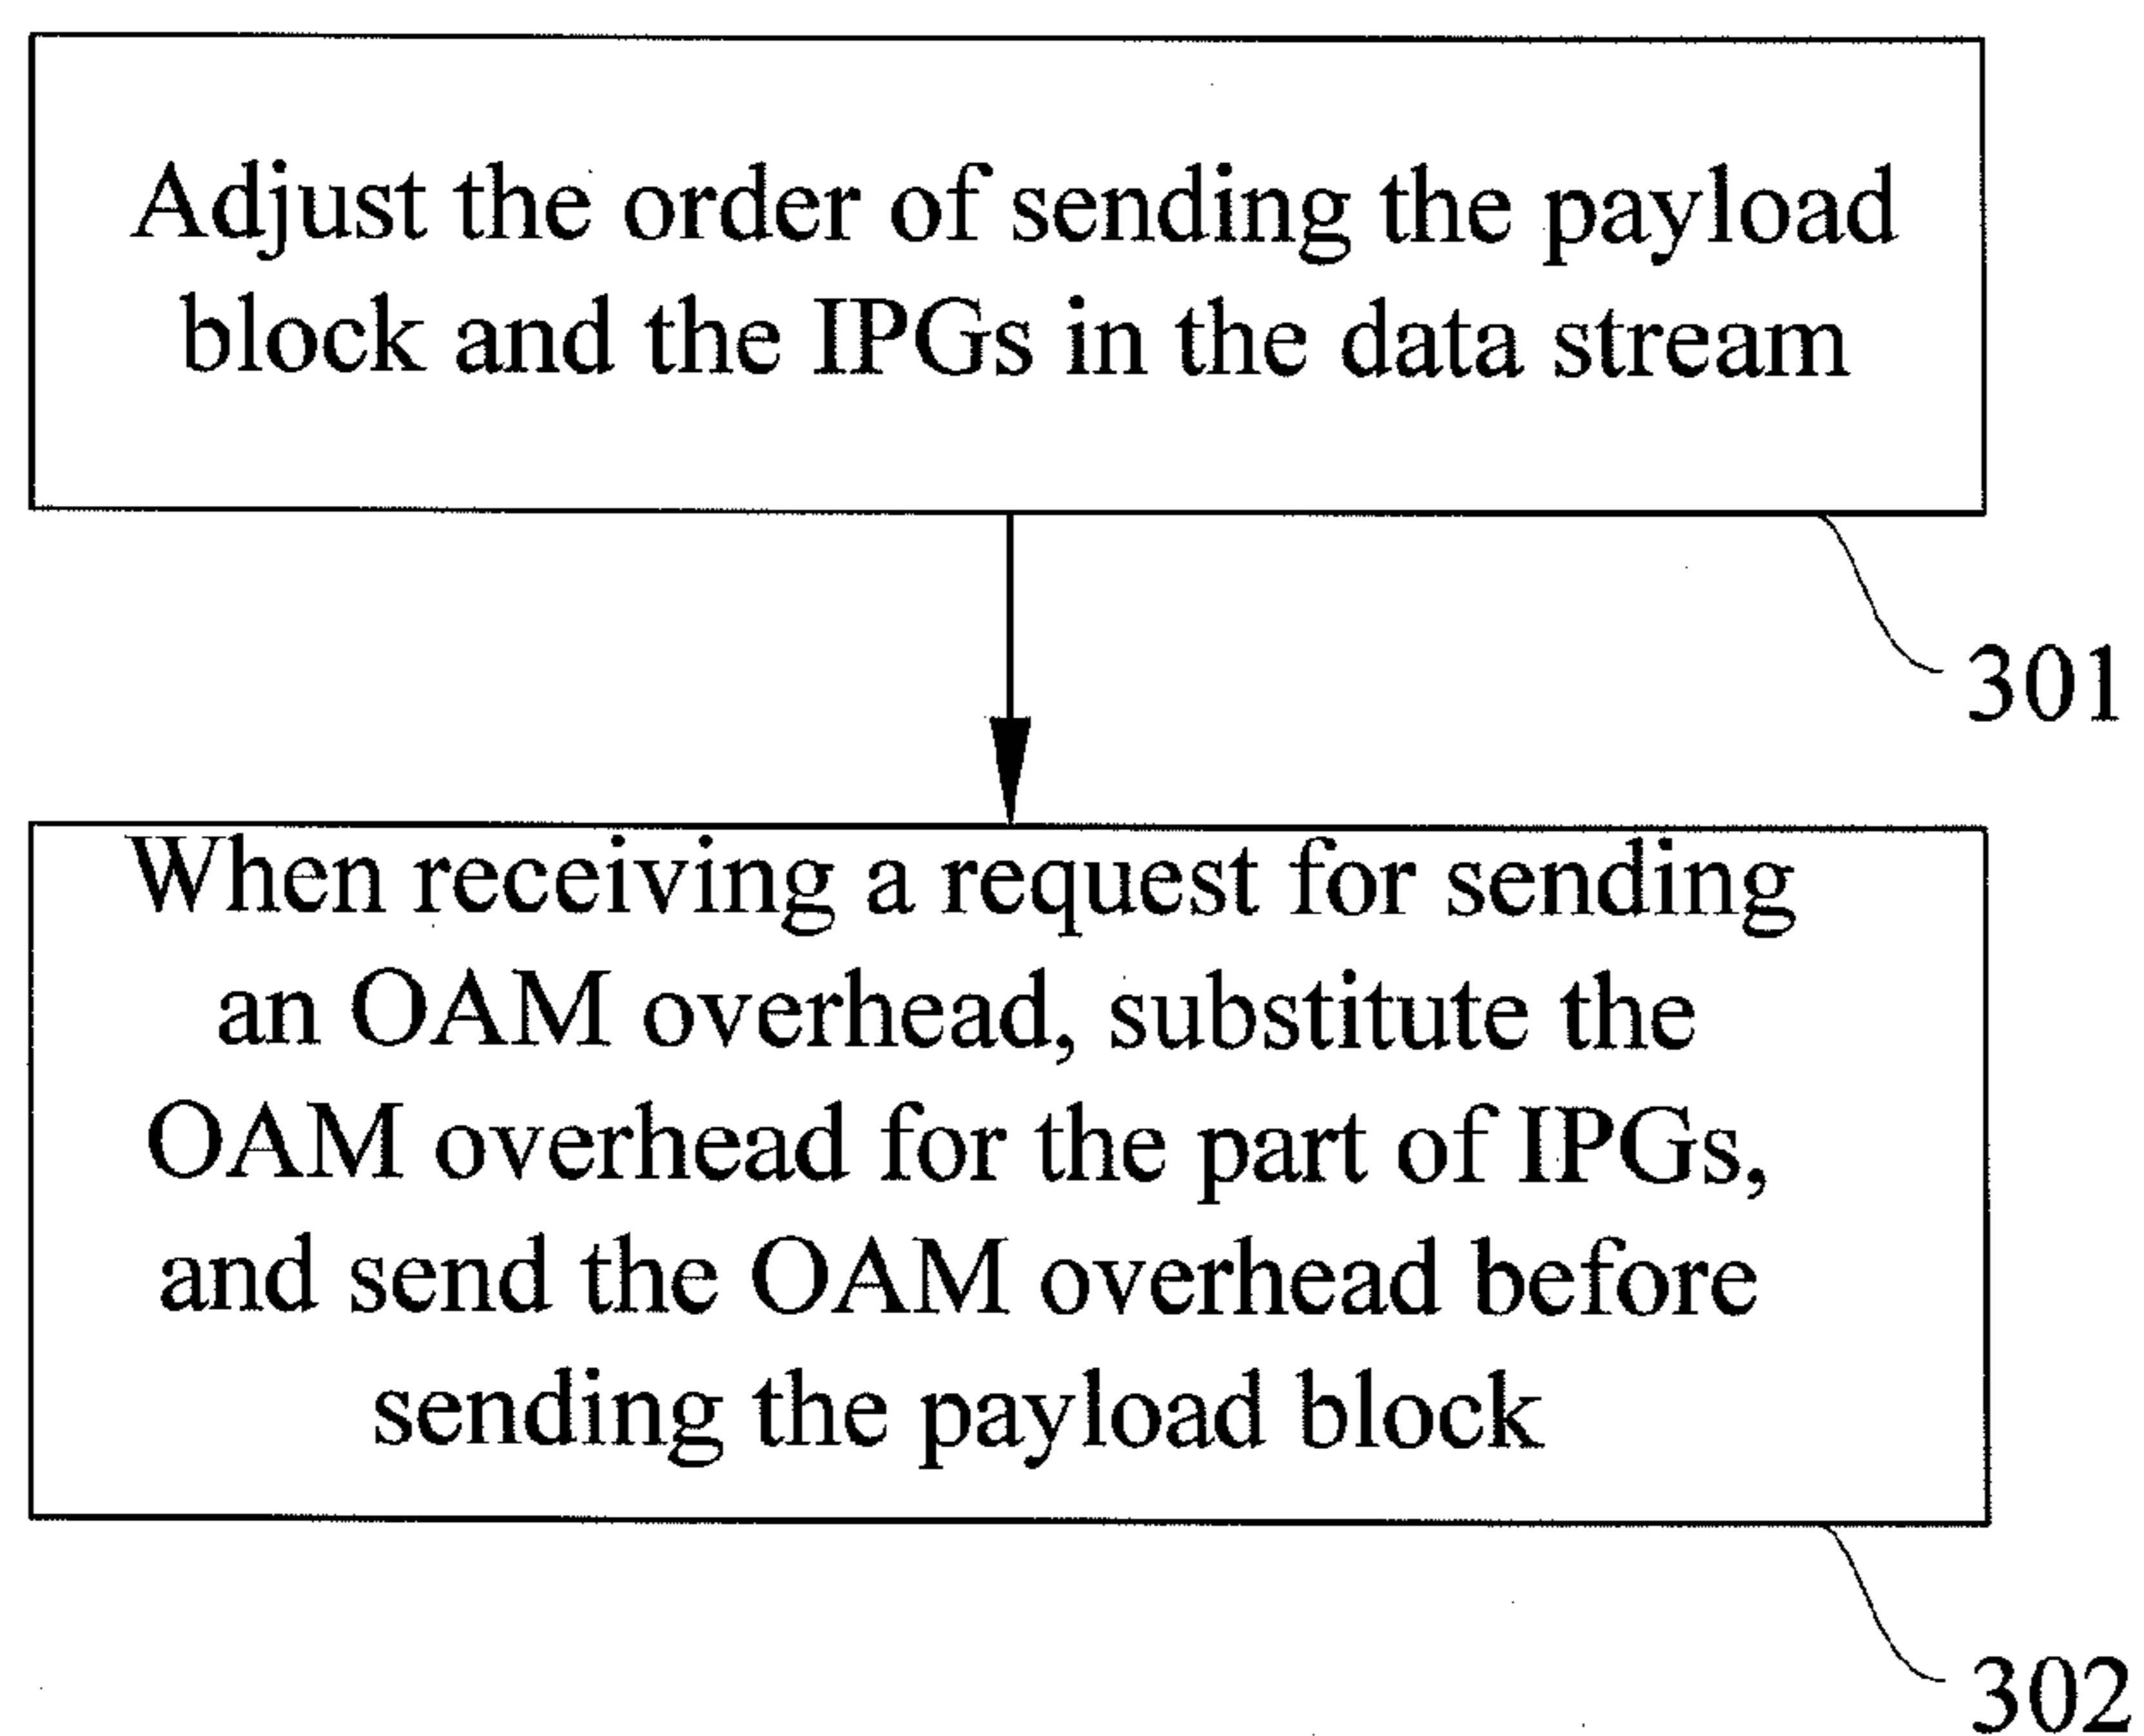 Adjust the order of sending the payload
block and the IPGs in the data stream
301
When receiving a request for sending
an OAM overhead, substitute the
OAM overhead for the part of IPGs,
and send the OAM overhead before
sending the payload block
302